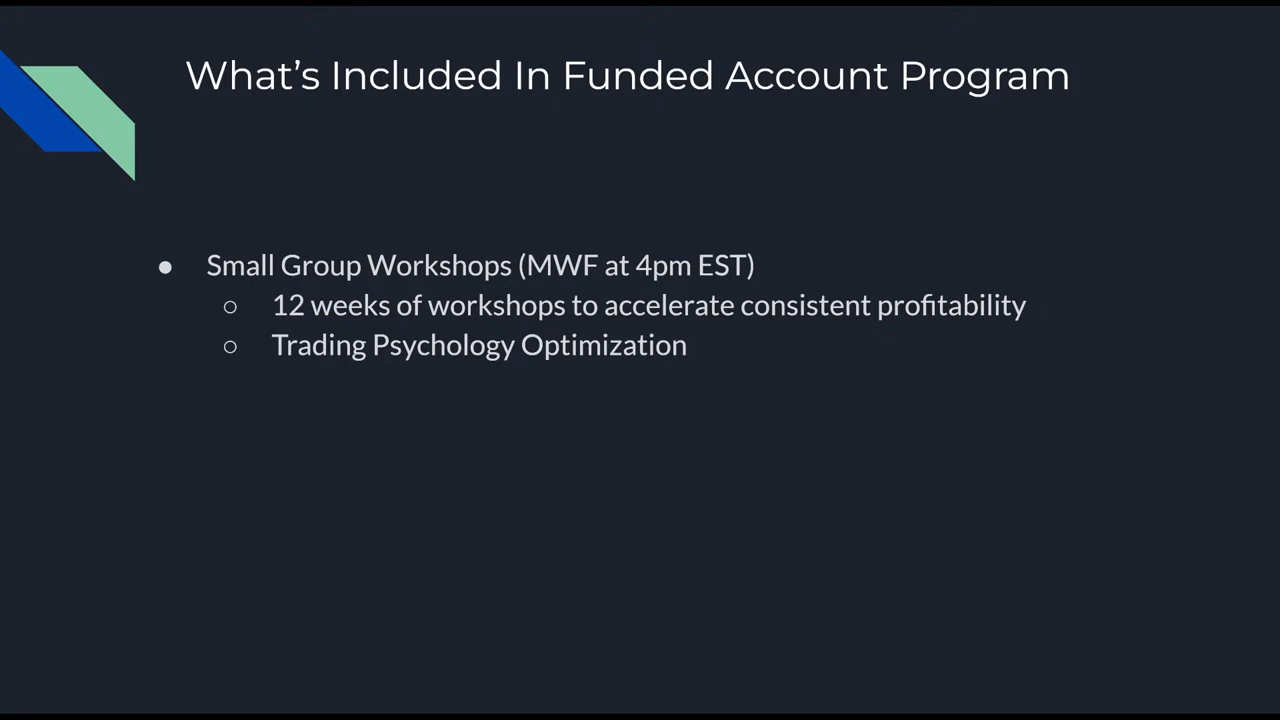 What’s Included In Funded Account Program
● Small Group Workshops (MWF at 4pm EST)
○ 12 weeks of workshops to accelerate consistent profitability
○ Trading Psychology Optimization